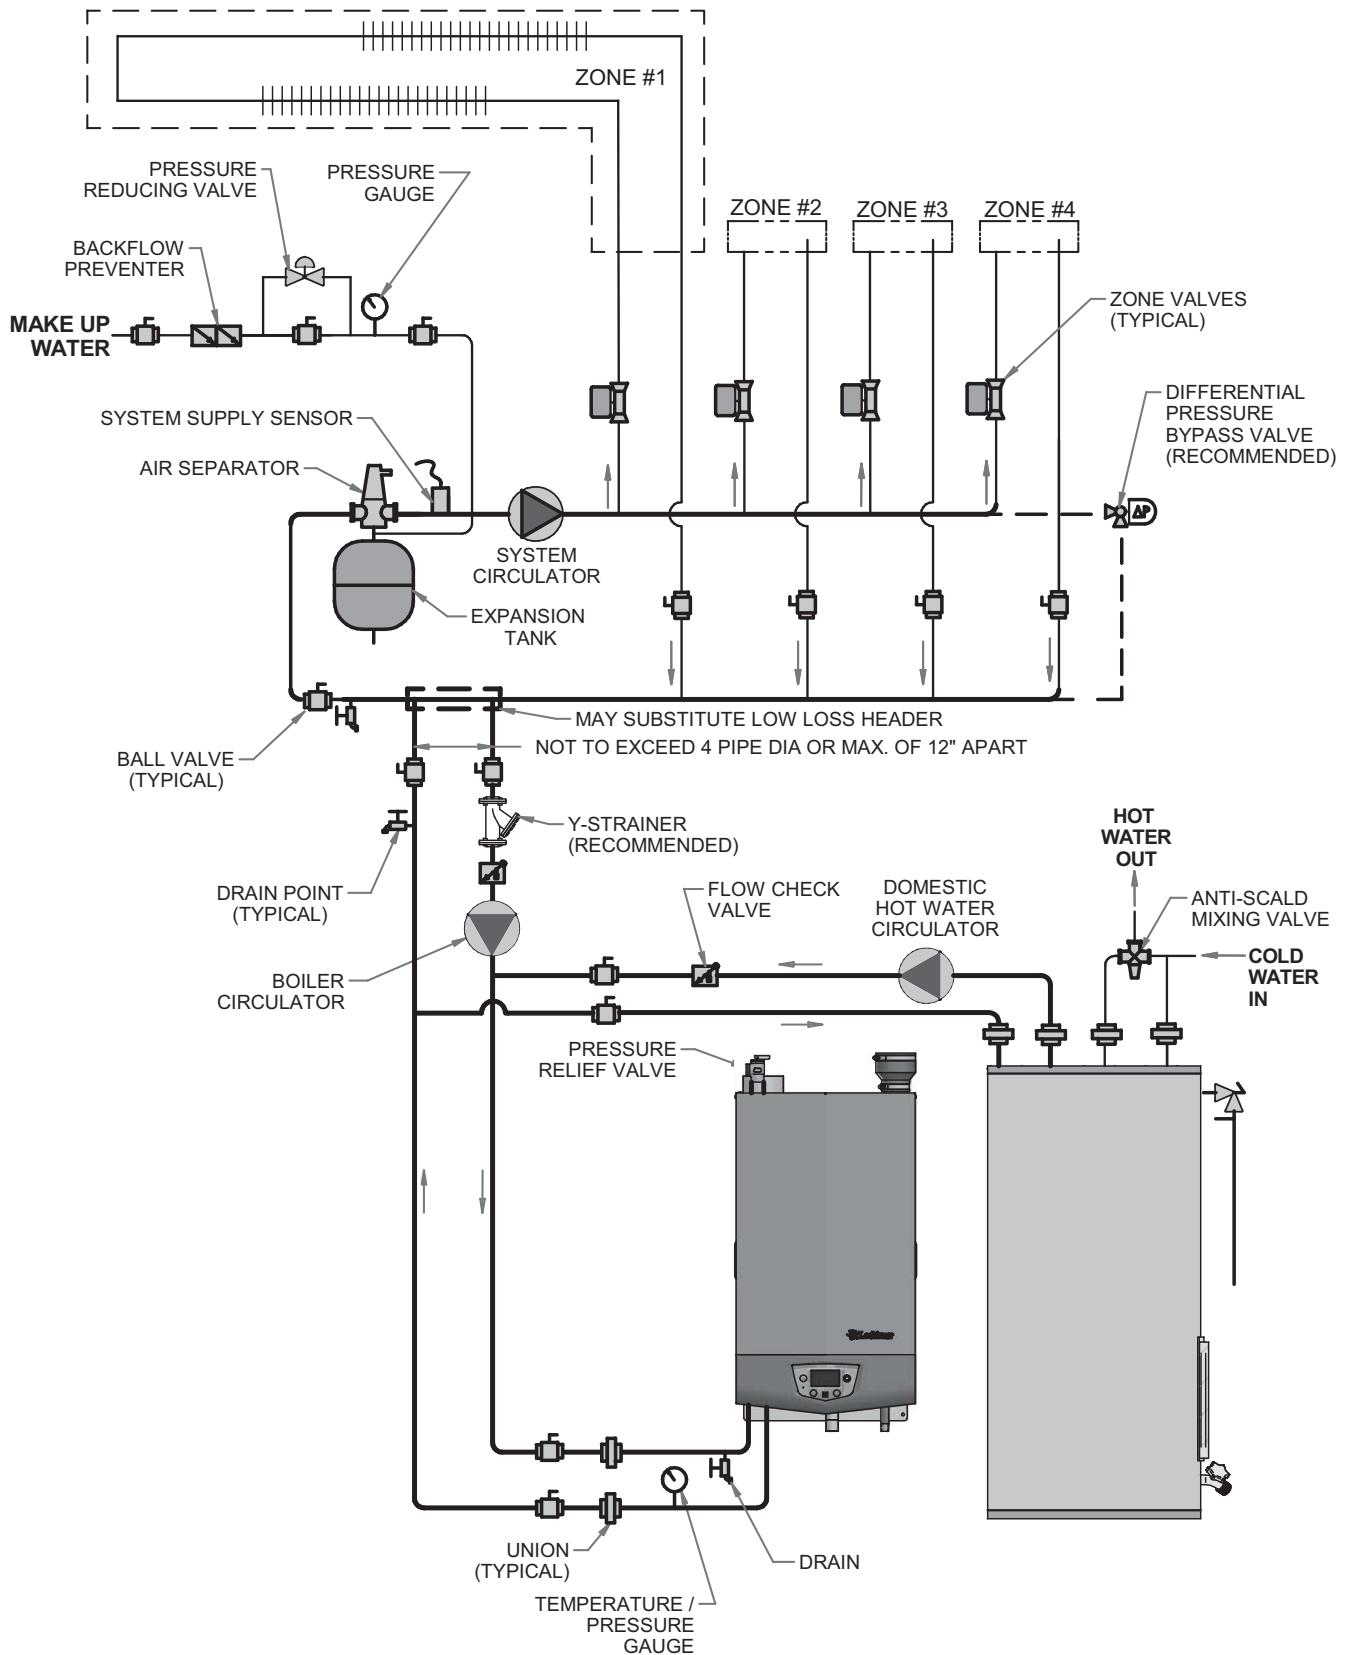 ZONE #1
PRESSURE
REDUCING VALVE
PRESSURE
GAUGE
ZONE #2
ZONE #3
ZONE #4
BACKFLOW
PREVENTER
MAKE UP
WATER
ZONE VALVES
(TYPICAL)
DIFFERENTIAL
PRESSURE
BYPASS VALVE
(RECOMMENDED)
SYSTEM SUPPLY SENSOR
AIR SEPARATOR
ΔP
SYSTEM
CIRCULATOR
EXPANSION
TANK
MAY SUBSTITUTE LOW LOSS HEADER
NOT TO EXCEED 4 PIPE DIA OR MAX. OF 12" APART
BALL VALVE
(TYPICAL)
Y-STRAINER
(RECOMMENDED)
HOT
WATER
OUT
DRAIN POINT
(TYPICAL)
FLOW CHECK
VALVE
DOMESTIC
HOT WATER
CIRCULATOR
ANTI-SCALD
MIXING VALVE
COLD
WATER
IN
BOILER
CIRCULATOR
PRESSURE
RELIEF VALVE
UNION
(TYPICAL)
DRAIN
TEMPERATURE /
PRESSURE
GAUGE